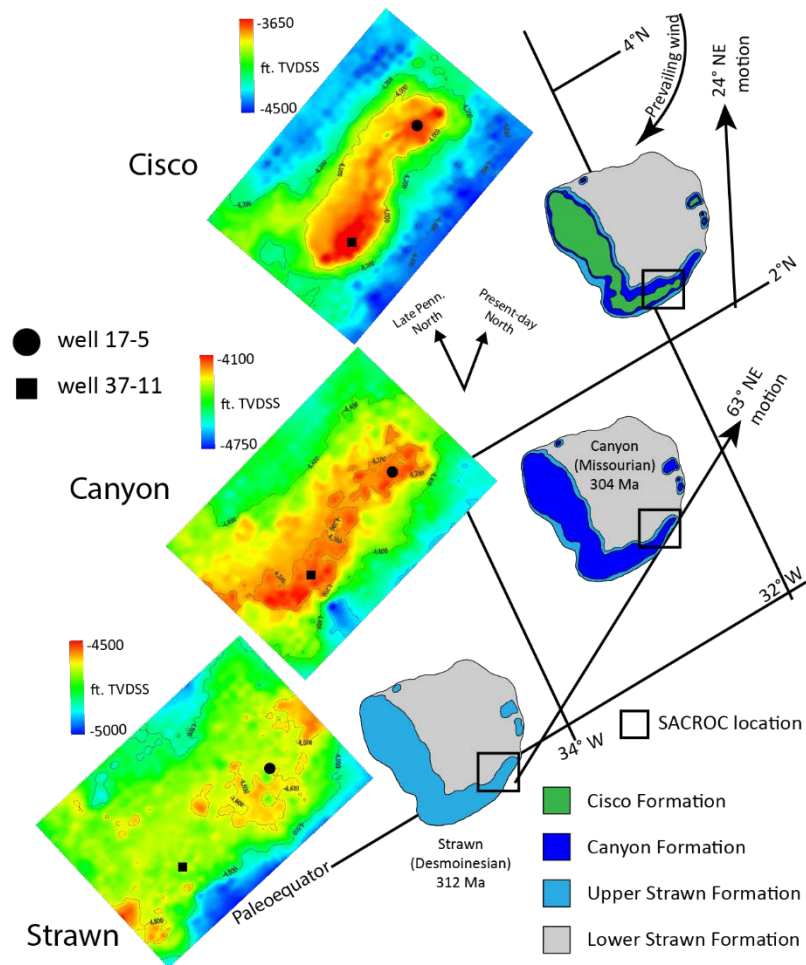 -3650
ft. TVDSS
-4500
Cisco
4°N
Prevailing wind
24° NE
motion
2°N
Late Penn.
North
Present-day
North
well 17-5
well 37-11
-4100
ft. TVDSS
-4750
Canyon
Canyon
(Missourian)
304 Ma
63° NE
motion
32° W
-4500
ft. TVDSS
-5000
34° W
SACROC location
Strawn
(Desmoinesian)
312 Ma
Paleoequator
Strawn
Cisco Formation
Canyon Formation
Upper Strawn Formation
Lower Strawn Formation